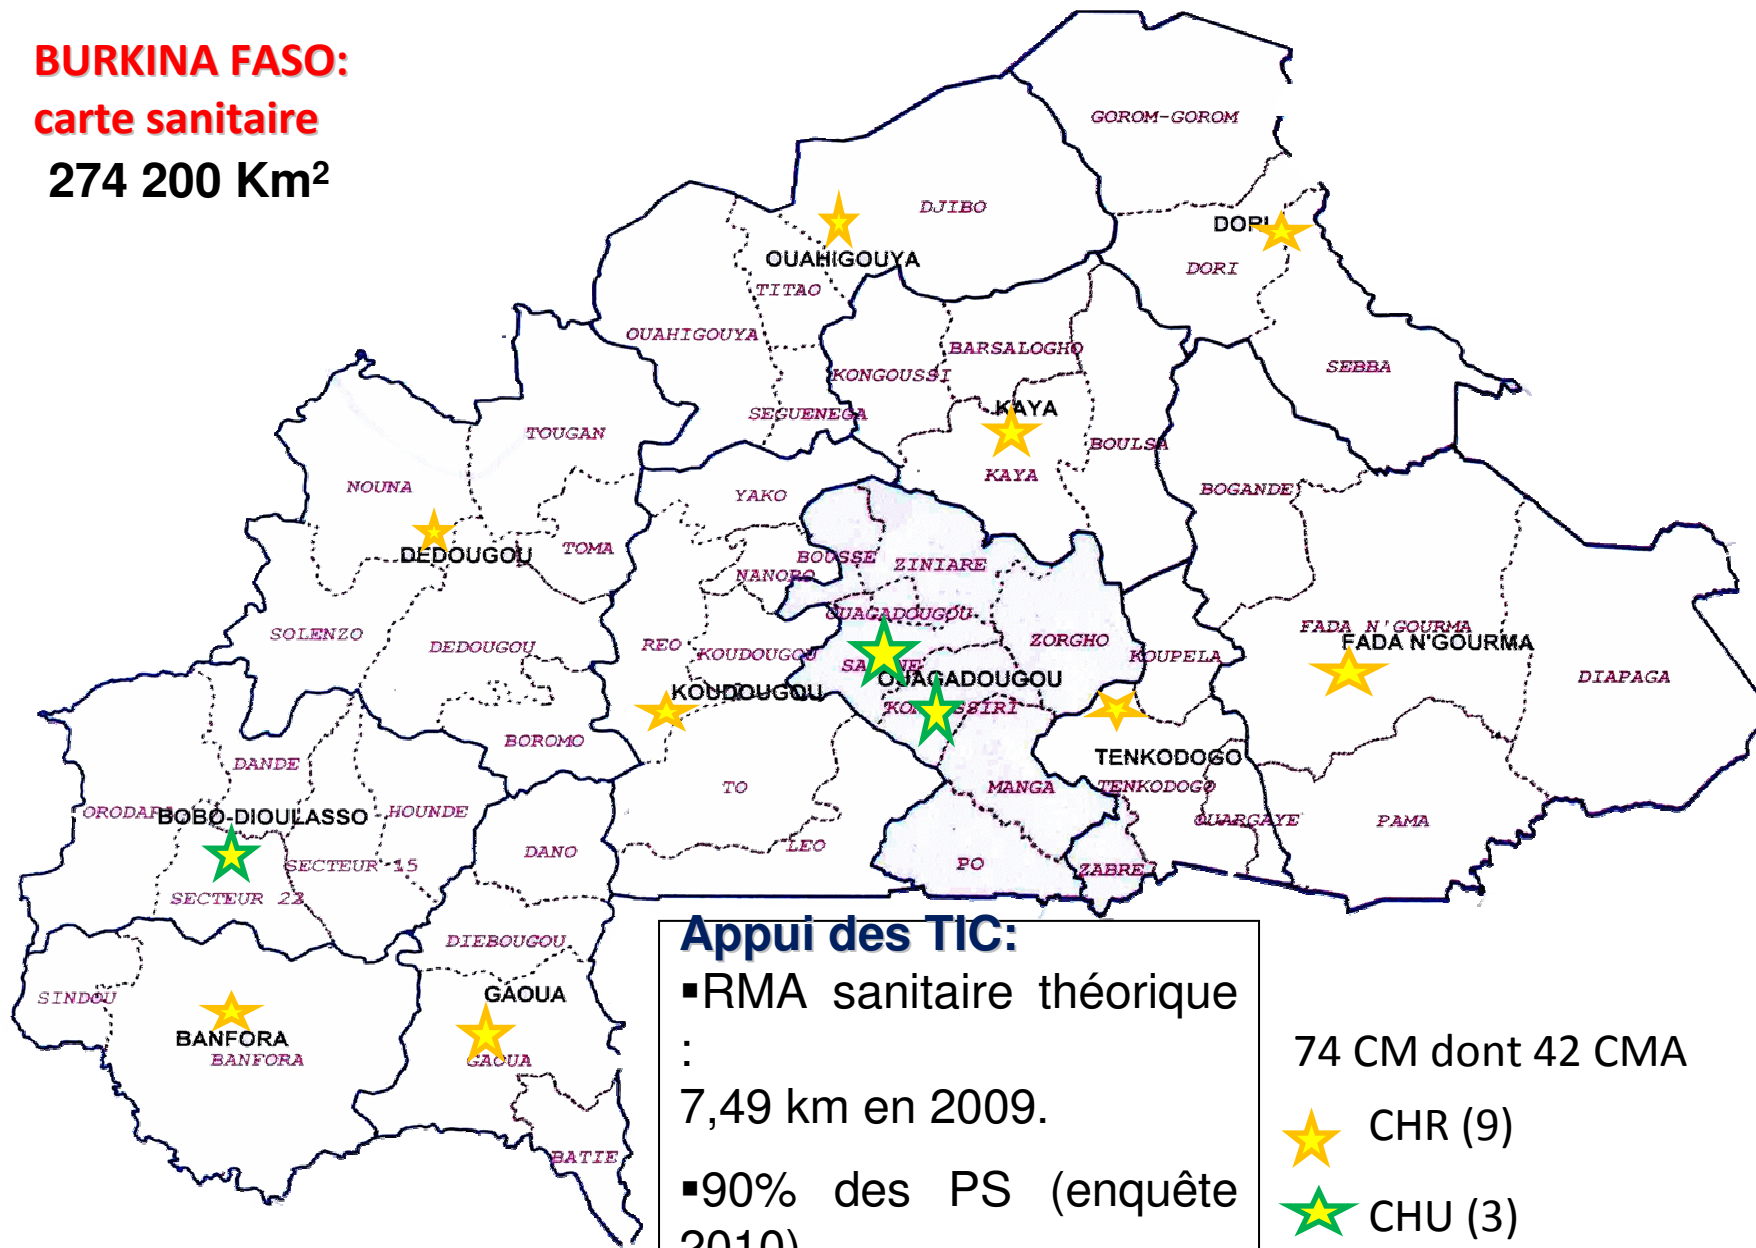 BURKINA FASO:
carte sanitaire
274 200 Km²
GOROM-GOROM
DJIBO
DORI
DORI
OUAHIGOUYA
TITAO
OUAHIGOUYA
BARSALOGHO
KONGOUSSI
SEBBA
SEGUENEGA
KAYA
TOUGAN
BOULSA
KAYA
NOUNA
YAKO
BOGANDE
DEDOUGOU
TOMA
BOUSSE
ZINIARE
NANORO
OUAGADOUGOU
SOLENZO
DEDOUGOU
REO
KOUDOUGOU
ZORGHO
KOUPELA
FADA N'GOURMA
FADA N'GOURMA
DIAPAGA
OUAGADOUGOU
KOUDOUGOU
BOROMO
DANDE
TENKODOGO
TO
MANGA
TENKODOGO
BOBO-DIOULASSO
HOUNDE
OUARGAYE
PAMA
DANO
LEO
SECTEUR 15
PO
ZABRE
SECTEUR 22
DIEBOUGOU
SINDOU
GAOUA
BANFORA
BANFORA
GAOUA
BATIE
Appui des TIC:
▪RMA sanitaire théorique
:
7,49 km en 2009.
▪90% des PS (enquête
2010)
74 CM dont 42 CMA
CHR (9)
CHU (3)